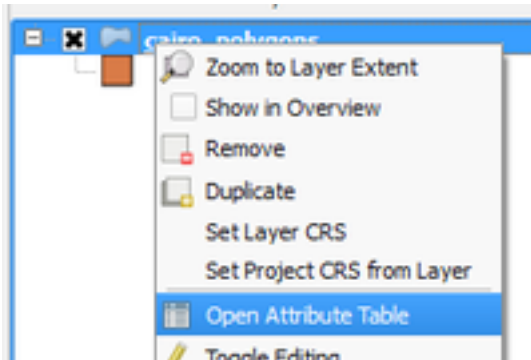 cairo_polygons
Zoom to Layer Extent
Show in Overview
Remove
Duplicate
Set Layer CRS
Set Project CRS from Layer
Open Attribute Table
Toggle Editing